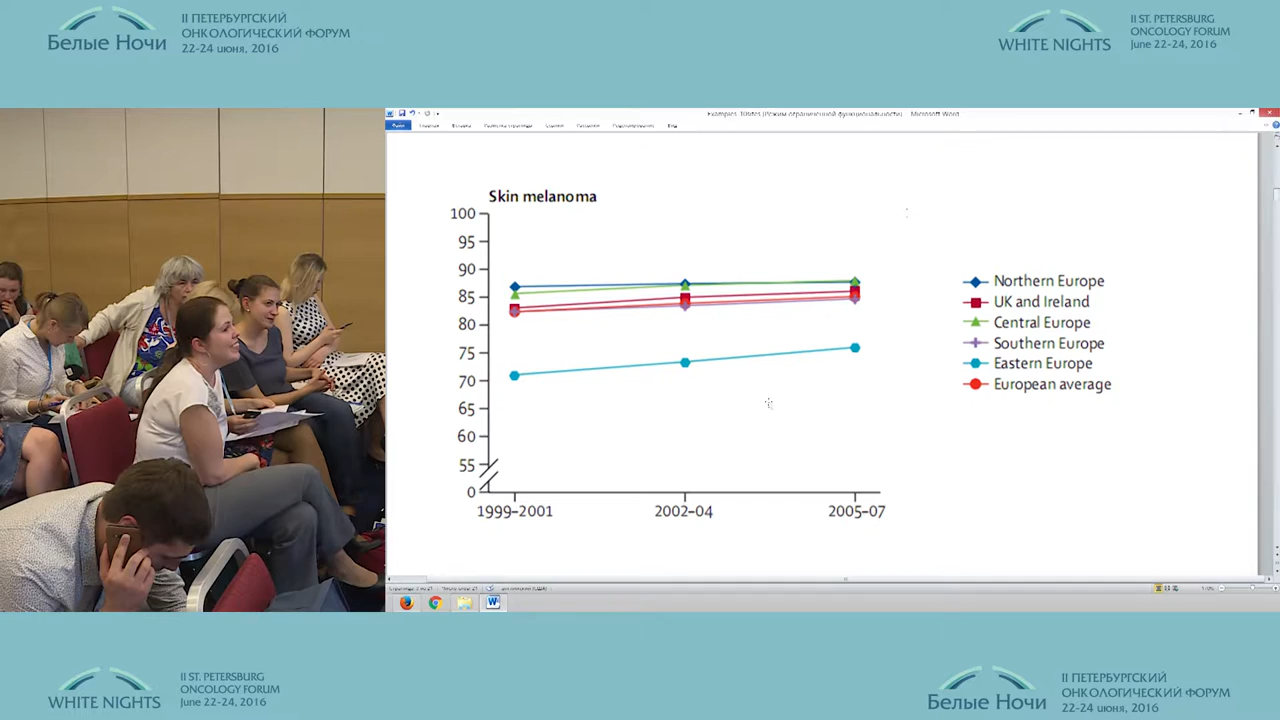 Белые Ночи
II ПЕТЕРБУРГСКИЙ
ОНКОЛОГИЧЕСКИЙ ФОРУМ
22-24 июня, 2016
WHITE NIGHTS
II ST. PETERSBURG
ONCOLOGY FORUM
June 22-24, 2016
Microsoft Word
Skin melanoma
100
95
90
85
80
75
70
65
60
55
0
1999–2001
2002–04
2005–07
Northern Europe
UK and Ireland
Central Europe
Southern Europe
Eastern Europe
European average
WHITE NIGHTS
II ST. PETERSBURG
ONCOLOGY FORUM
June 22-24, 2016
Белые Ночи
II ПЕТЕРБУРГСКИЙ
ОНКОЛОГИЧЕСКИЙ ФОРУМ
22-24 июня, 2016